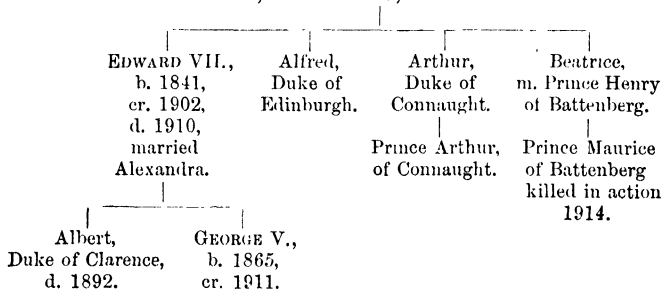 EDWARD VII.,
b. 1841,
cr. 1902,
d. 1910,
married
Alexandra.
Alfred,
Duke of
Edinburgh.
Arthur,
Duke of
Connaught.
Prince Arthur,
of Connaught.
Beatrice,
m. Prince Henry
of Battenberg.
Prince Maurice
of Battenberg
killed in action
1914.
Albert,
Duke of Clarence,
d. 1892.
GEORGE V.,
b. 1865,
cr. 1911.